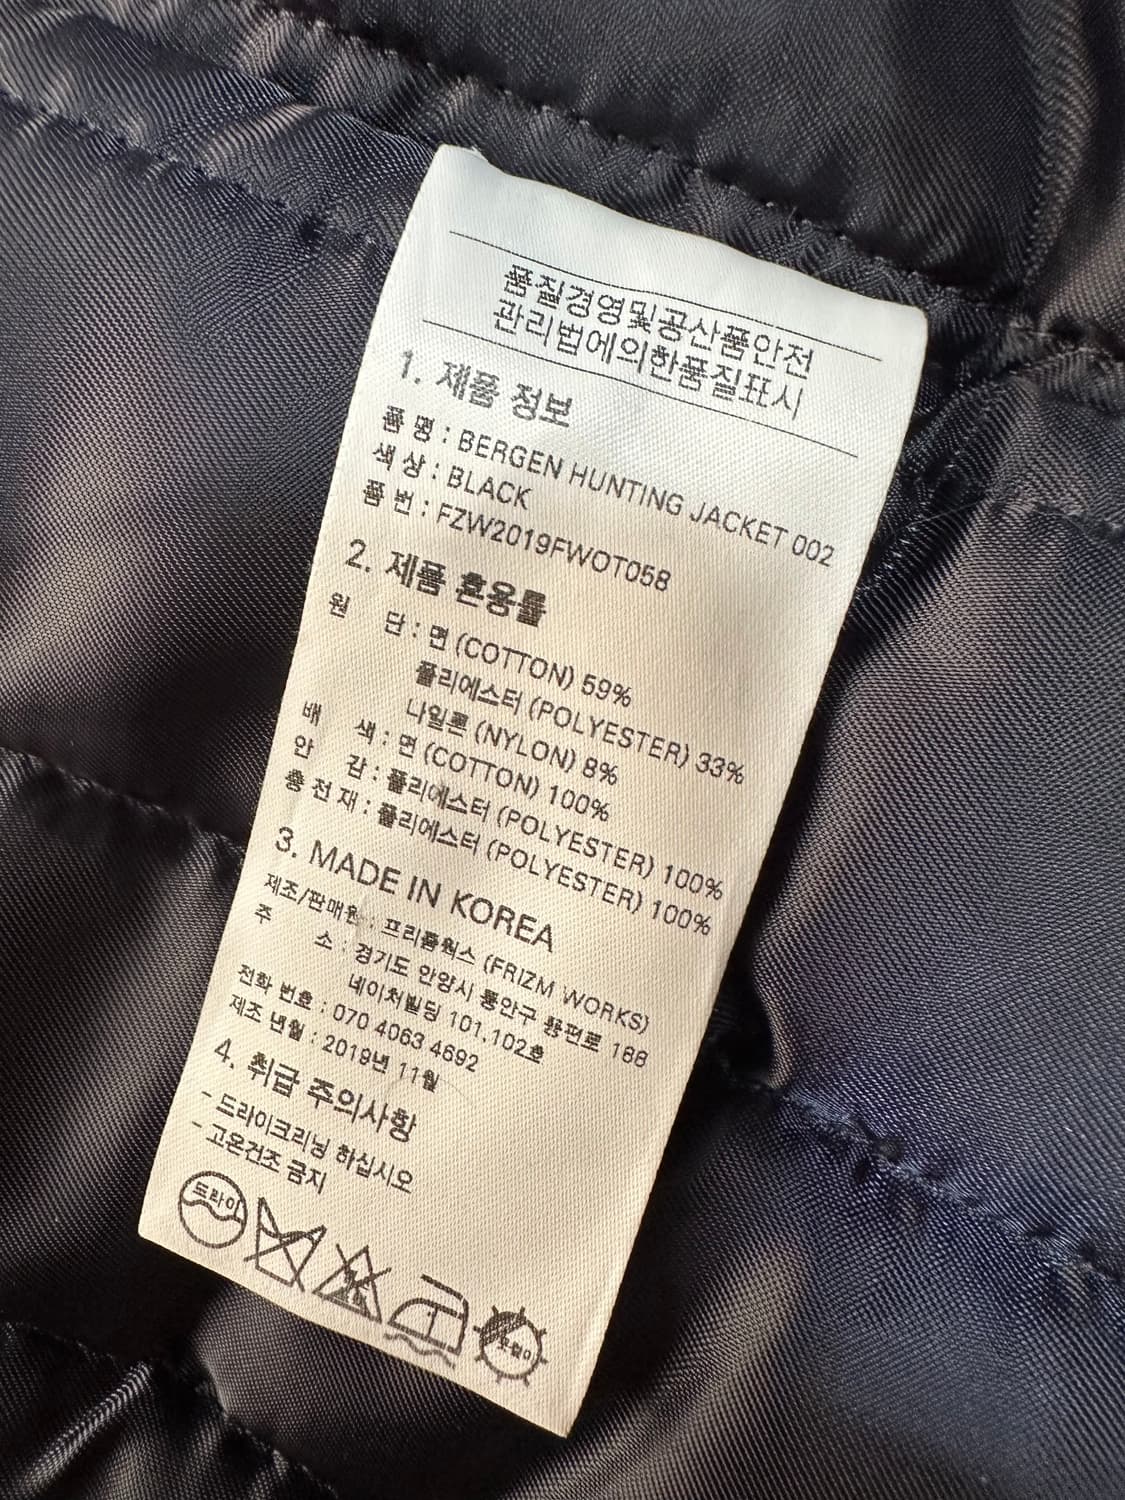 품질경영및공산품안전
관리법에의한품질표시
1. 제품 정보
품 명 : BERGEN HUNTING JACKET 002
색 상 : BLACK
품 번 : FZW2019FWOT058
2. 제품 혼용률
원 단 : 면 (COTTON) 59%
폴리에스터 (POLYESTER) 33%
나일론 (NYLON) 8%
배 색 : 면 (COTTON) 100%
안 감 : 폴리에스터 (POLYESTER) 100%
충 전 재 : 폴리에스터 (POLYESTER) 100%
3. MADE IN KOREA
제조/판매원 : 프리즘웍스 (FRIZM WORKS)
주 소 : 경기도 안양시 동안구 흥안대로
네이처빌딩 101,102호
전화 번호 : 070 4063 4692
제조 년월 : 2019년 11월
4. 취급 주의사항
- 드라이크리닝 하십시오
- 고온건조 금지
드라이
1